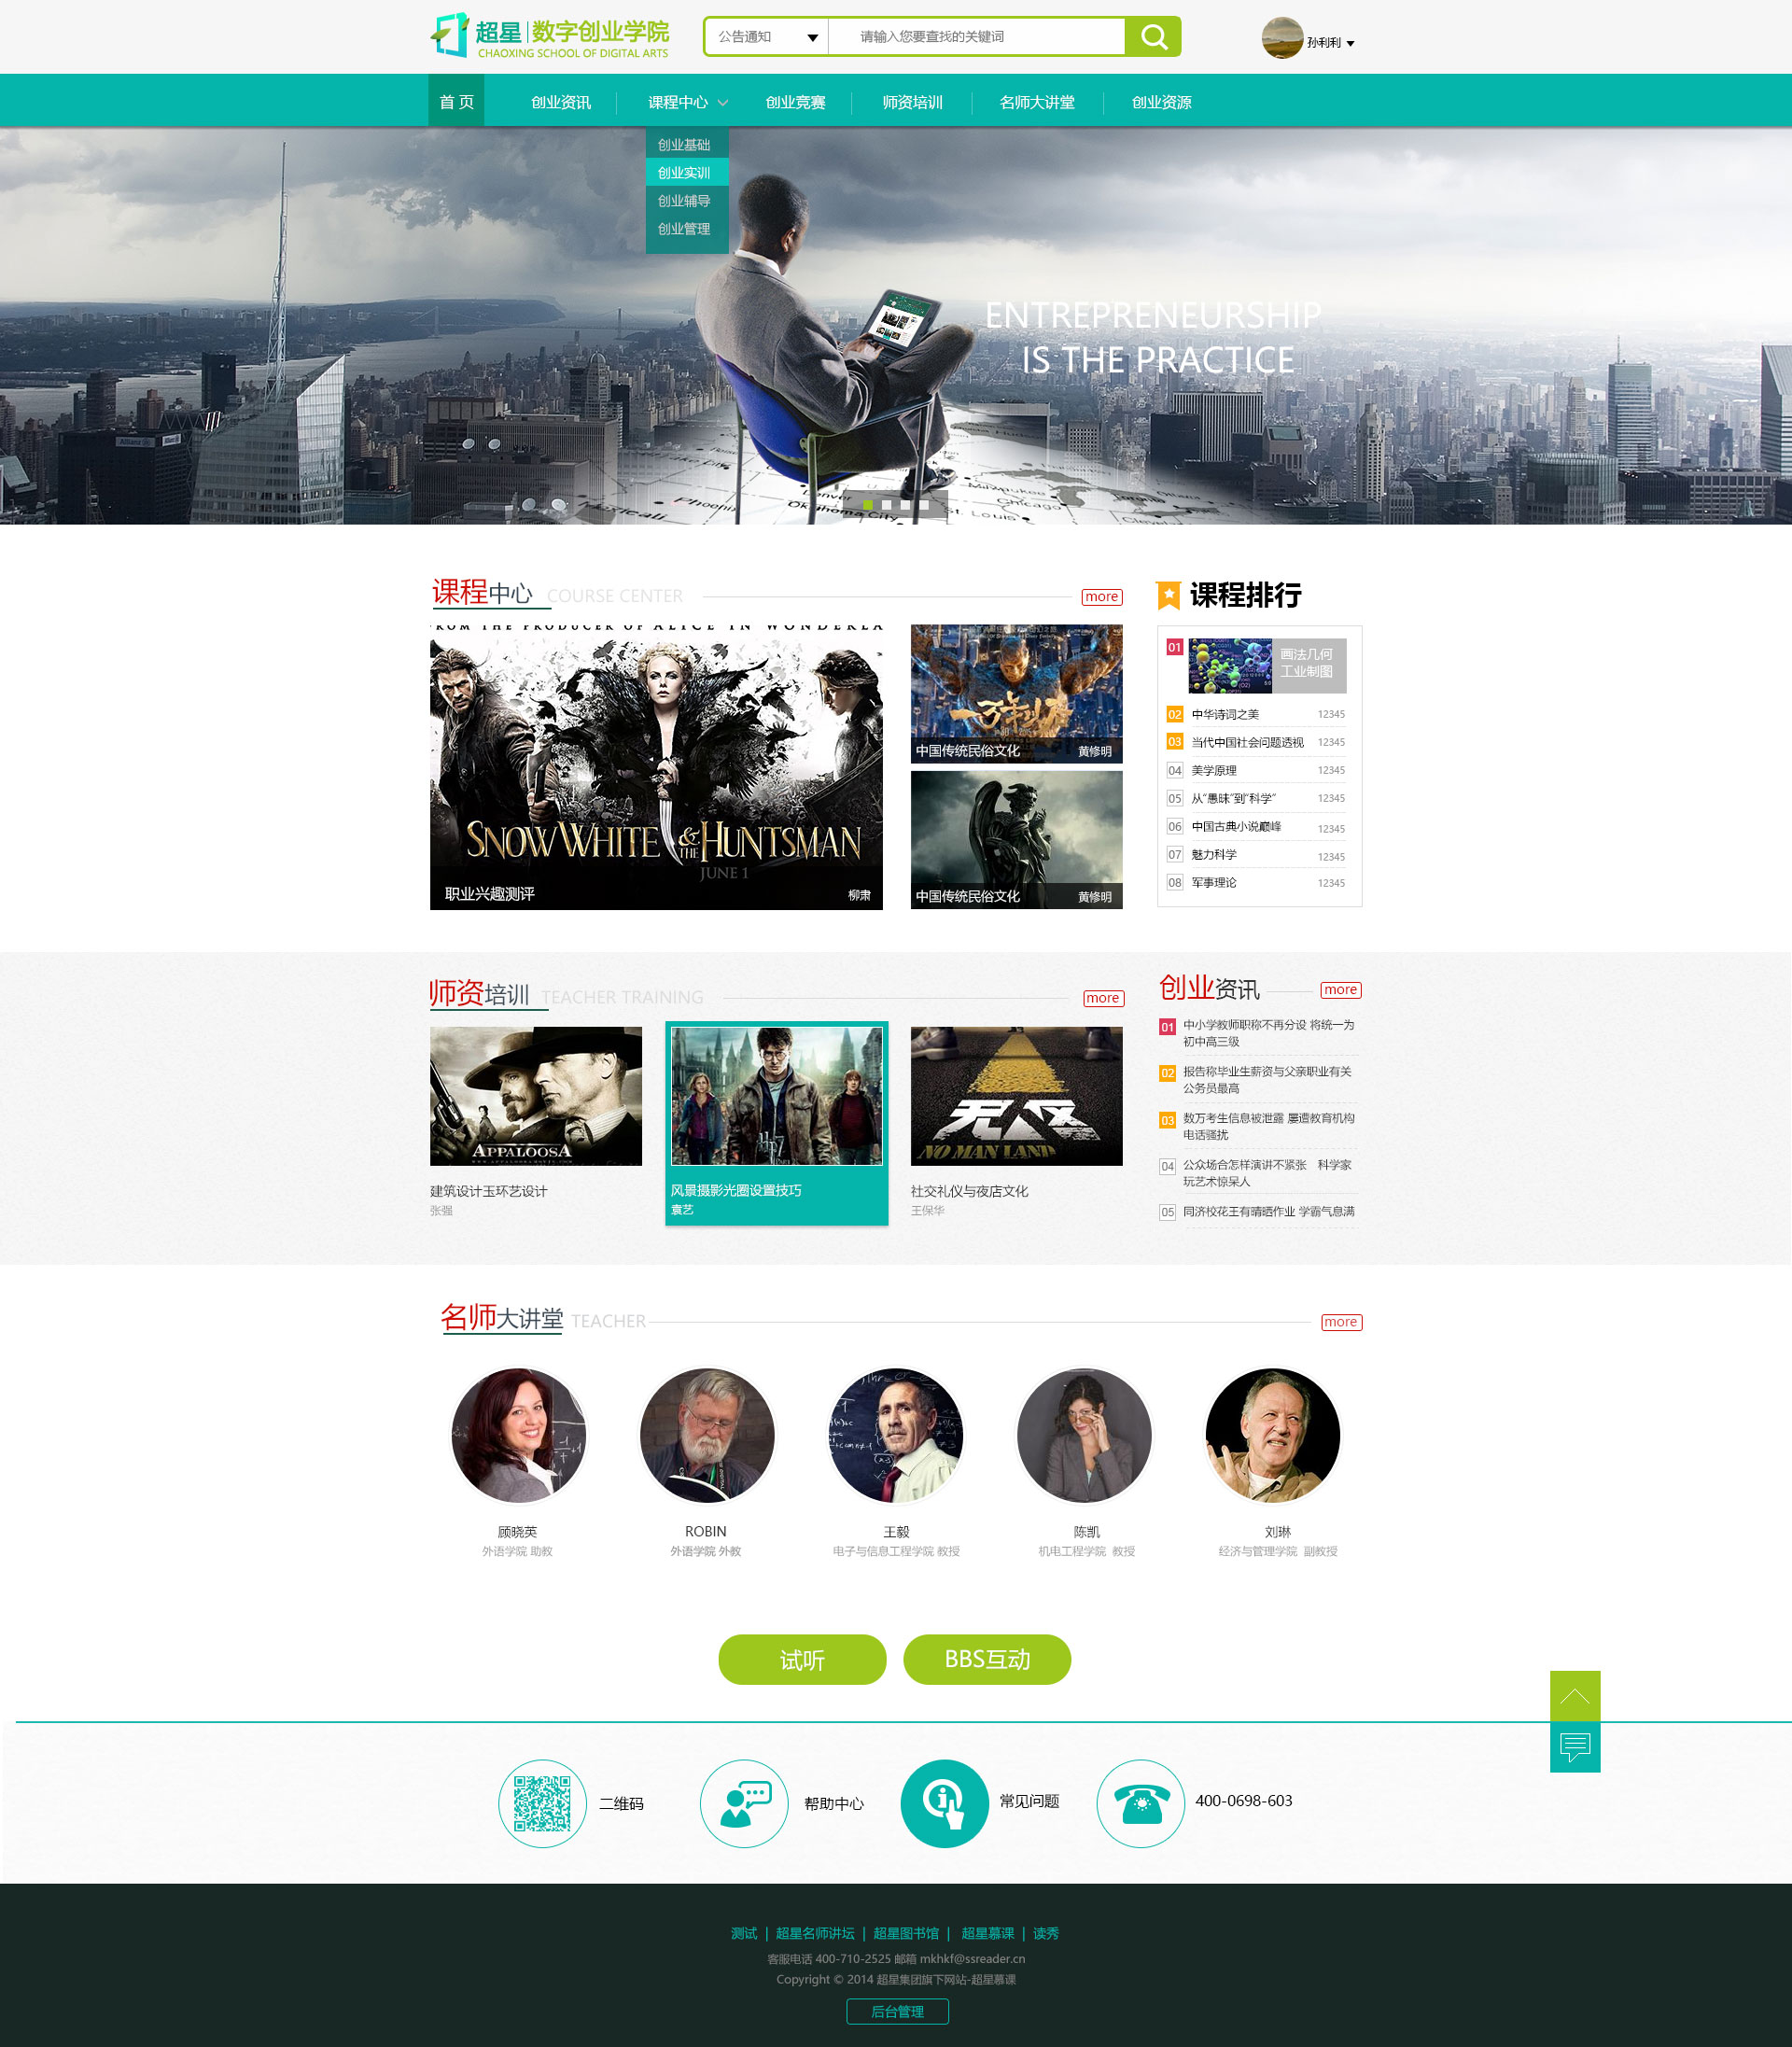 超星 数字创业学院
CHAOXING SCHOOL OF DIGITAL ARTS
公告通知
请输入您要查找的关键词
孙利利
首 页
创业资讯
课程中心
创业竞赛
师资培训
名师大讲堂
创业资源
创业基础
创业实训
创业辅导
创业管理
ENTREPRENEURSHIP
IS THE PRACTICE
Allianz
Denver
Oklahoma City
St. Louis
Cincinnati
课程中心 COURSE CENTER
more
FROM THE PRODUCER OF ALICE IN WONDERLA
SNOW WHITE & THE HUNTSMAN
JUNE 1
职业兴趣测评
柳肃
中国传统民俗文化
黄修明
中国传统民俗文化
黄修明
课程排行
01
画法几何
工业制图
02 中华诗词之美 12345
03 当代中国社会问题透视 12345
04 美学原理 12345
05 从“愚昧”到“科学” 12345
06 中国古典小说巅峰 12345
07 魅力科学 12345
08 军事理论 12345
师资培训 TEACHER TRAINING
more
APPALOOSA
建筑设计玉环艺设计
张强
风景摄影光圈设置技巧
袁艺
无人区
NO MAN LAND
社交礼仪与夜店文化
王保华
创业资讯
more
01 中小学教师职称不再分设 将统一为
初中高三级
02 报告称毕业生薪资与父亲职业有关
公务员最高
03 数万考生信息被泄露 屡遭教育机构
电话骚扰
04 公众场合怎样演讲不紧张 科学家
玩艺术惊呆人
05 同济校花王有晴晒作业 学霸气息满
名师大讲堂 TEACHER
more
顾晓英
外语学院 助教
ROBIN
外语学院 外教
王毅
电子与信息工程学院 教授
陈凯
机电工程学院 教授
刘琳
经济与管理学院 副教授
试听
BBS互动
二维码
帮助中心
常见问题
400-0698-603
测试 | 超星名师讲坛 | 超星图书馆 | 超星慕课 | 读秀
客服电话 400-710-2525 邮箱 mkhkf@ssreader.cn
Copyright © 2014 超星集团旗下网站-超星慕课
后台管理